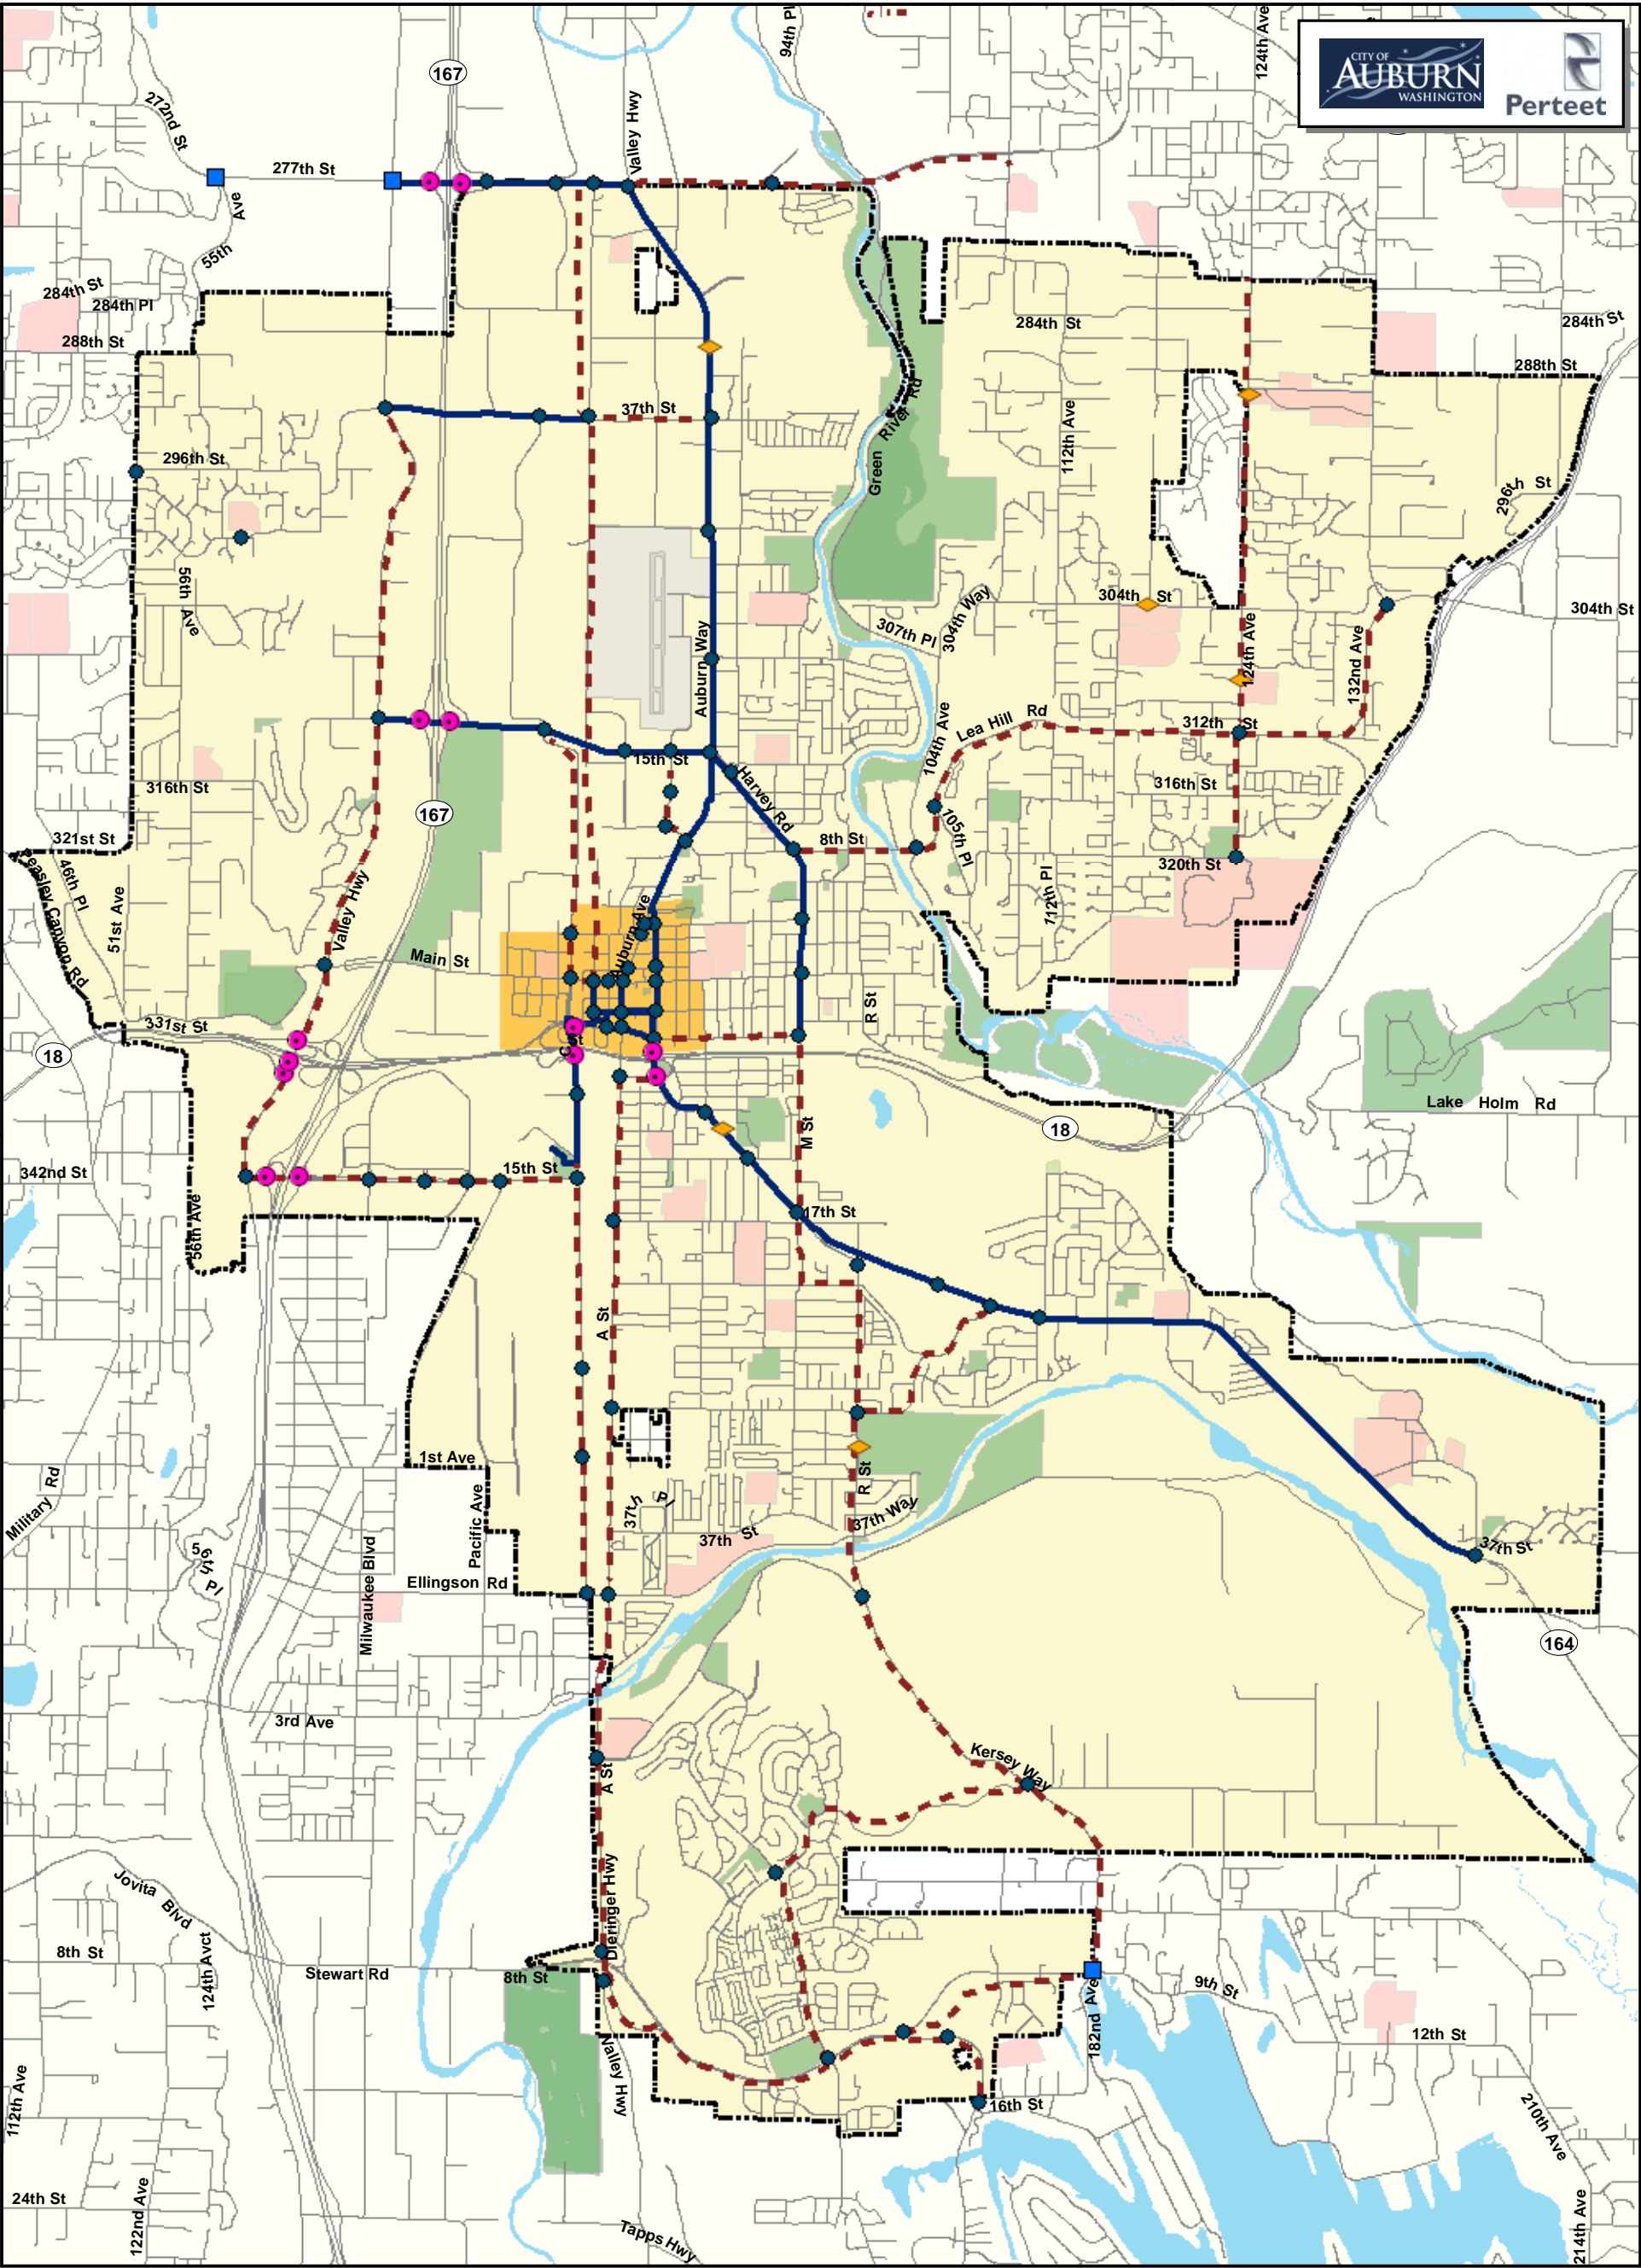 94th Pl
124th Ave
CITY OF
AUBURN
WASHINGTON
Perteet
167
272nd St
Valley Hwy
277th St
Ave
55th
284th St
284th Pl
288th St
284th St
284th St
288th St
37th St
River Rd
Green
112th Ave
296th St
296th St
56th Ave
304th Way
304th St
304th St
307th Pl
124th Ave
132nd Ave
Auburn Way
104th Ave
Lea Hill Rd
312th St
15th St
Harvey Rd
316th St
316th St
167
321st St
8th St
105th Pl
320th St
Peasley Canyon Rd
46th Pl
51st Ave
Valley Hwy
112th Pl
Auburn Ave
Main St
R St
331st St
C St
18
18
Lake Holm Rd
M St
342nd St
15th St
17th St
56th Ave
A St
1st Ave
R St
Military Rd
Pacific Ave
37th Pl
37th Way
37th St
37th St
56th Pl
Milwaukee Blvd
Ellingson Rd
164
3rd Ave
Kersey Way
A St
Jovita Blvd
Dieringer Hwy
8th St
124th Avct
Stewart Rd
8th St
9th St
182nd Ave
12th St
Valley Hwy
112th Ave
16th St
210th Ave
24th St
122nd Ave
Tapps Hwy
214th Ave